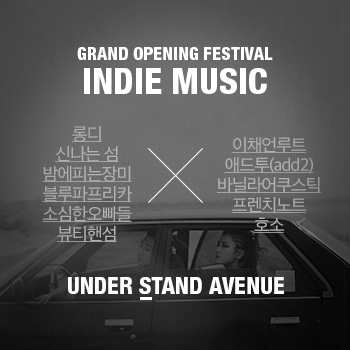 GRAND OPENING FESTIVAL
INDIE MUSIC
롱디
신나는 섬
밤에피는장미
블루파프리카
소심한오빠들
뷰티핸섬
이채언루트
애드투(add2)
바닐라어쿠스틱
프렌치노트
호소
UNDER STAND AVENUE